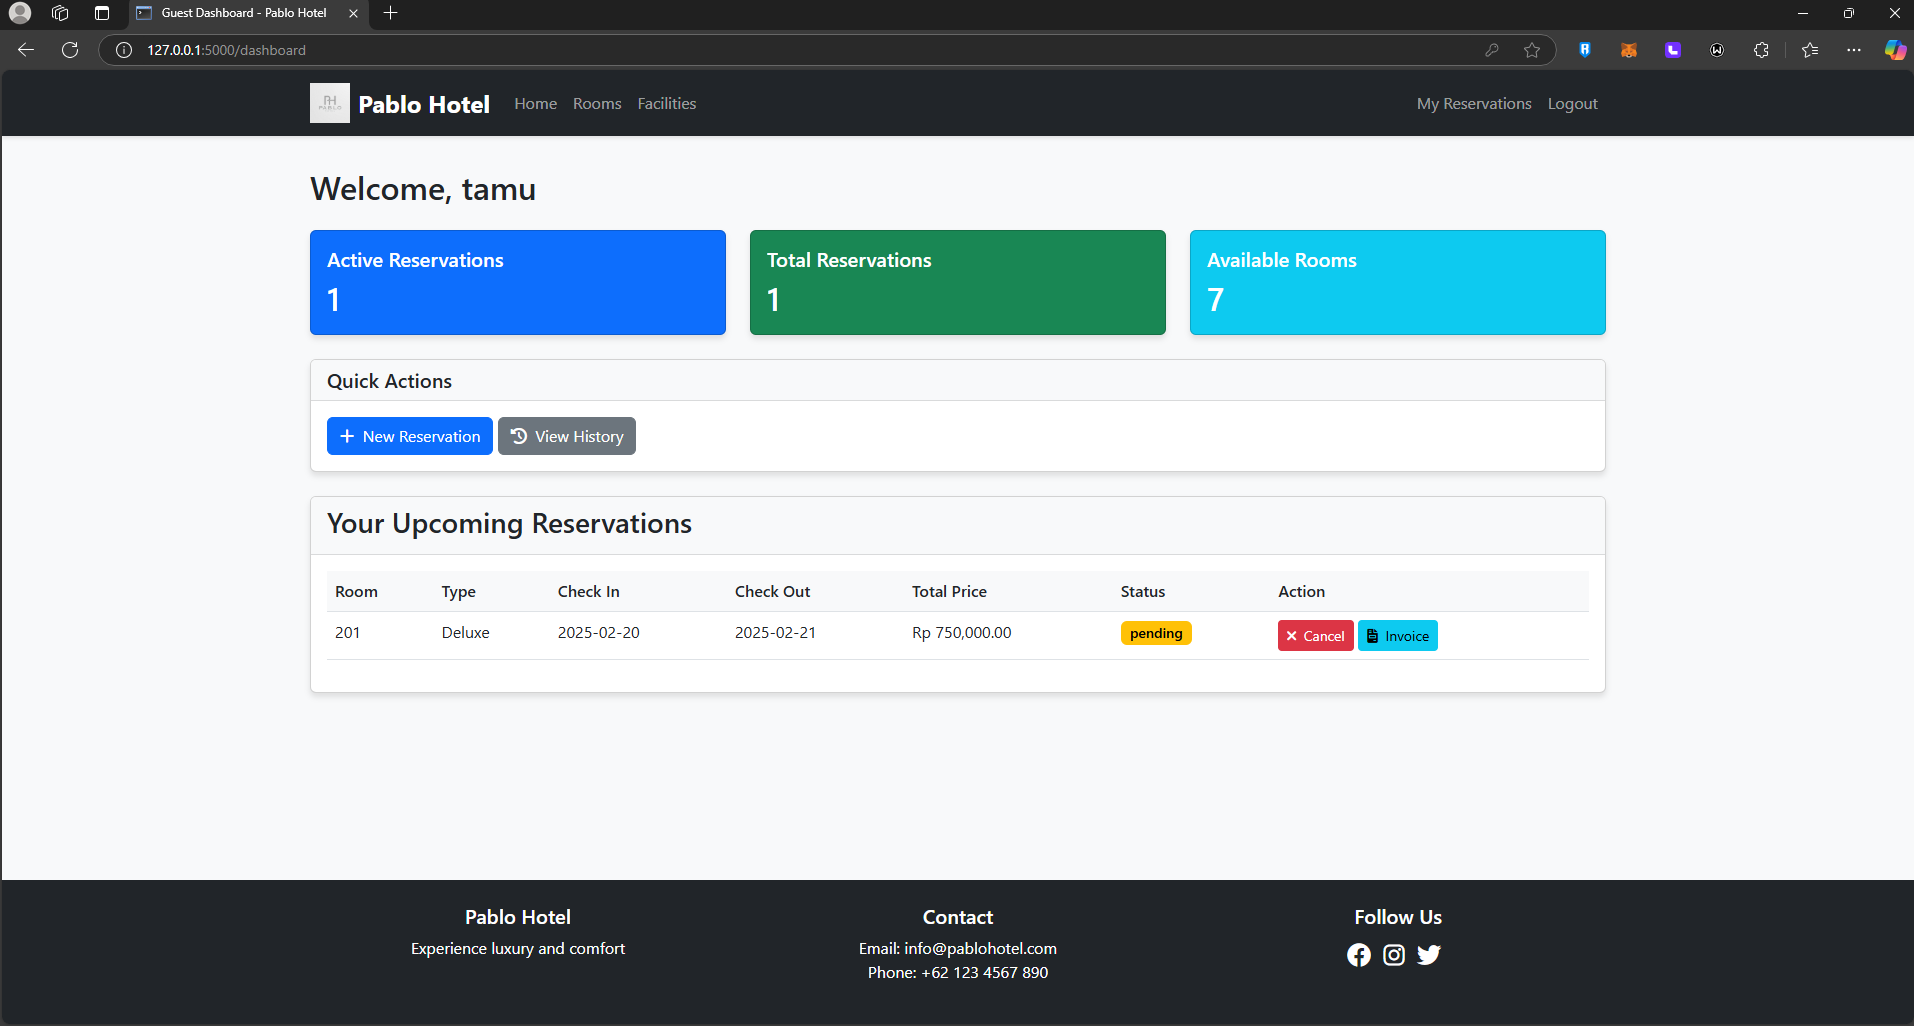 Guest Dashboard - Pablo Hotel
127.0.0.1:5000/dashboard
PABLO
Pablo Hotel Home Rooms Facilities My Reservations Logout
Welcome, tamu
Active Reservations
1
Total Reservations
1
Available Rooms
7
Quick Actions
New Reservation View History
Your Upcoming Reservations
Room Type Check In Check Out Total Price Status Action
201 Deluxe 2025-02-20 2025-02-21 Rp 750,000.00 pending Cancel Invoice
Pablo Hotel
Experience luxury and comfort
Contact
Email: info@pablohotel.com
Phone: +62 123 4567 890
Follow Us